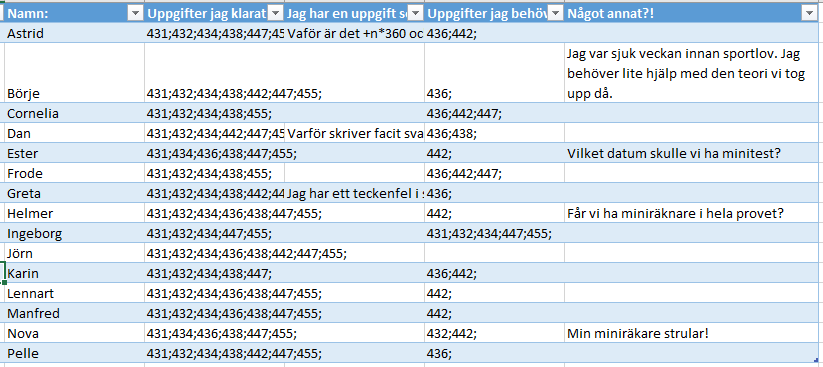 Namn: Uppgifter jag klarat Jag har en uppgift so Uppgifter jag behöv Något annat?!
Astrid 431;432;434;438;447;45 Vaför är det +n*360 oc 436;442;
Jag var sjuk veckan innan sportlov. Jag
behöver lite hjälp med den teori vi tog
Börje 431;432;434;438;442;447;455; 436; upp då.
Cornelia 431;432;434;438;455; 436;442;447;
Dan 431;432;434;442;447;45 Varför skriver facit sva 436;438;
Ester 431;434;436;438;447;455; 442; Vilket datum skulle vi ha minitest?
Frode 431;432;434;438;455; 436;442;447;
Greta 431;432;434;438;442;44 Jag har ett teckenfel i s 436;
Helmer 431;432;434;436;438;447;455; 442; Får vi ha miniräknare i hela provet?
Ingeborg 431;432;434;447;455; 431;432;434;447;455;
Jörn 431;432;434;436;438;442;447;455;
Karin 431;432;434;438;447; 436;442;
Lennart 431;432;434;436;438;447;455; 442;
Manfred 431;432;434;436;438;447;455; 442;
Nova 431;434;436;438;447;455; 432;442; Min miniräkare strular!
Pelle 431;432;434;438;442;447;455; 436;